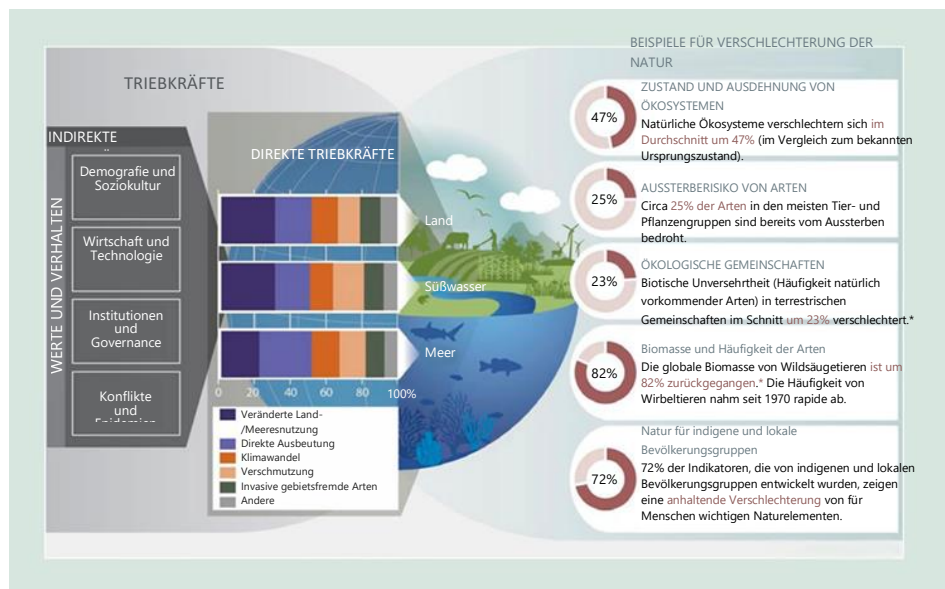 TRIEBKRÄFTE
INDIREKTE
WERTE UND VERHALTEN
Demografie und
Soziokultur
Wirtschaft und
Technologie
Institutionen
und
Governance
Konflikte
und
DIREKTE TRIEBKRÄFTE
Land
Süßwasser
Meer
0 20 40 60 80 100%
Veränderte Land-
/Meeresnutzung
Direkte Ausbeutung
Klimawandel
Verschmutzung
Invasive gebietsfremde Arten
Andere
BEISPIELE FÜR VERSCHLECHTERUNG DER
NATUR
47%
ZUSTAND UND AUSDEHNUNG VON
ÖKOSYSTEMEN
Natürliche Ökosysteme verschlechtern sich im
Durchschnitt um 47% (im Vergleich zum bekannten
Ursprungszustand).
25%
AUSSTERBERISIKO VON ARTEN
Circa 25% der Arten in den meisten Tier- und
Pflanzengruppen sind bereits vom Aussterben
bedroht.
23%
ÖKOLOGISCHE GEMEINSCHAFTEN
Biotische Unversehrtheit (Häufigkeit natürlich
vorkommender Arten) in terrestrischen
Gemeinschaften im Schnitt um 23% verschlechtert.*
82%
Biomasse und Häufigkeit der Arten
Die globale Biomasse von Wildsäugetieren ist um
82% zurückgegangen.* Die Häufigkeit von
Wirbeltieren nahm seit 1970 rapide ab.
72%
Natur für indigene und lokale
Bevölkerungsgruppen
72% der Indikatoren, die von indigenen und lokalen
Bevölkerungsgruppen entwickelt wurden, zeigen
eine anhaltende Verschlechterung von für
Menschen wichtigen Naturelementen.